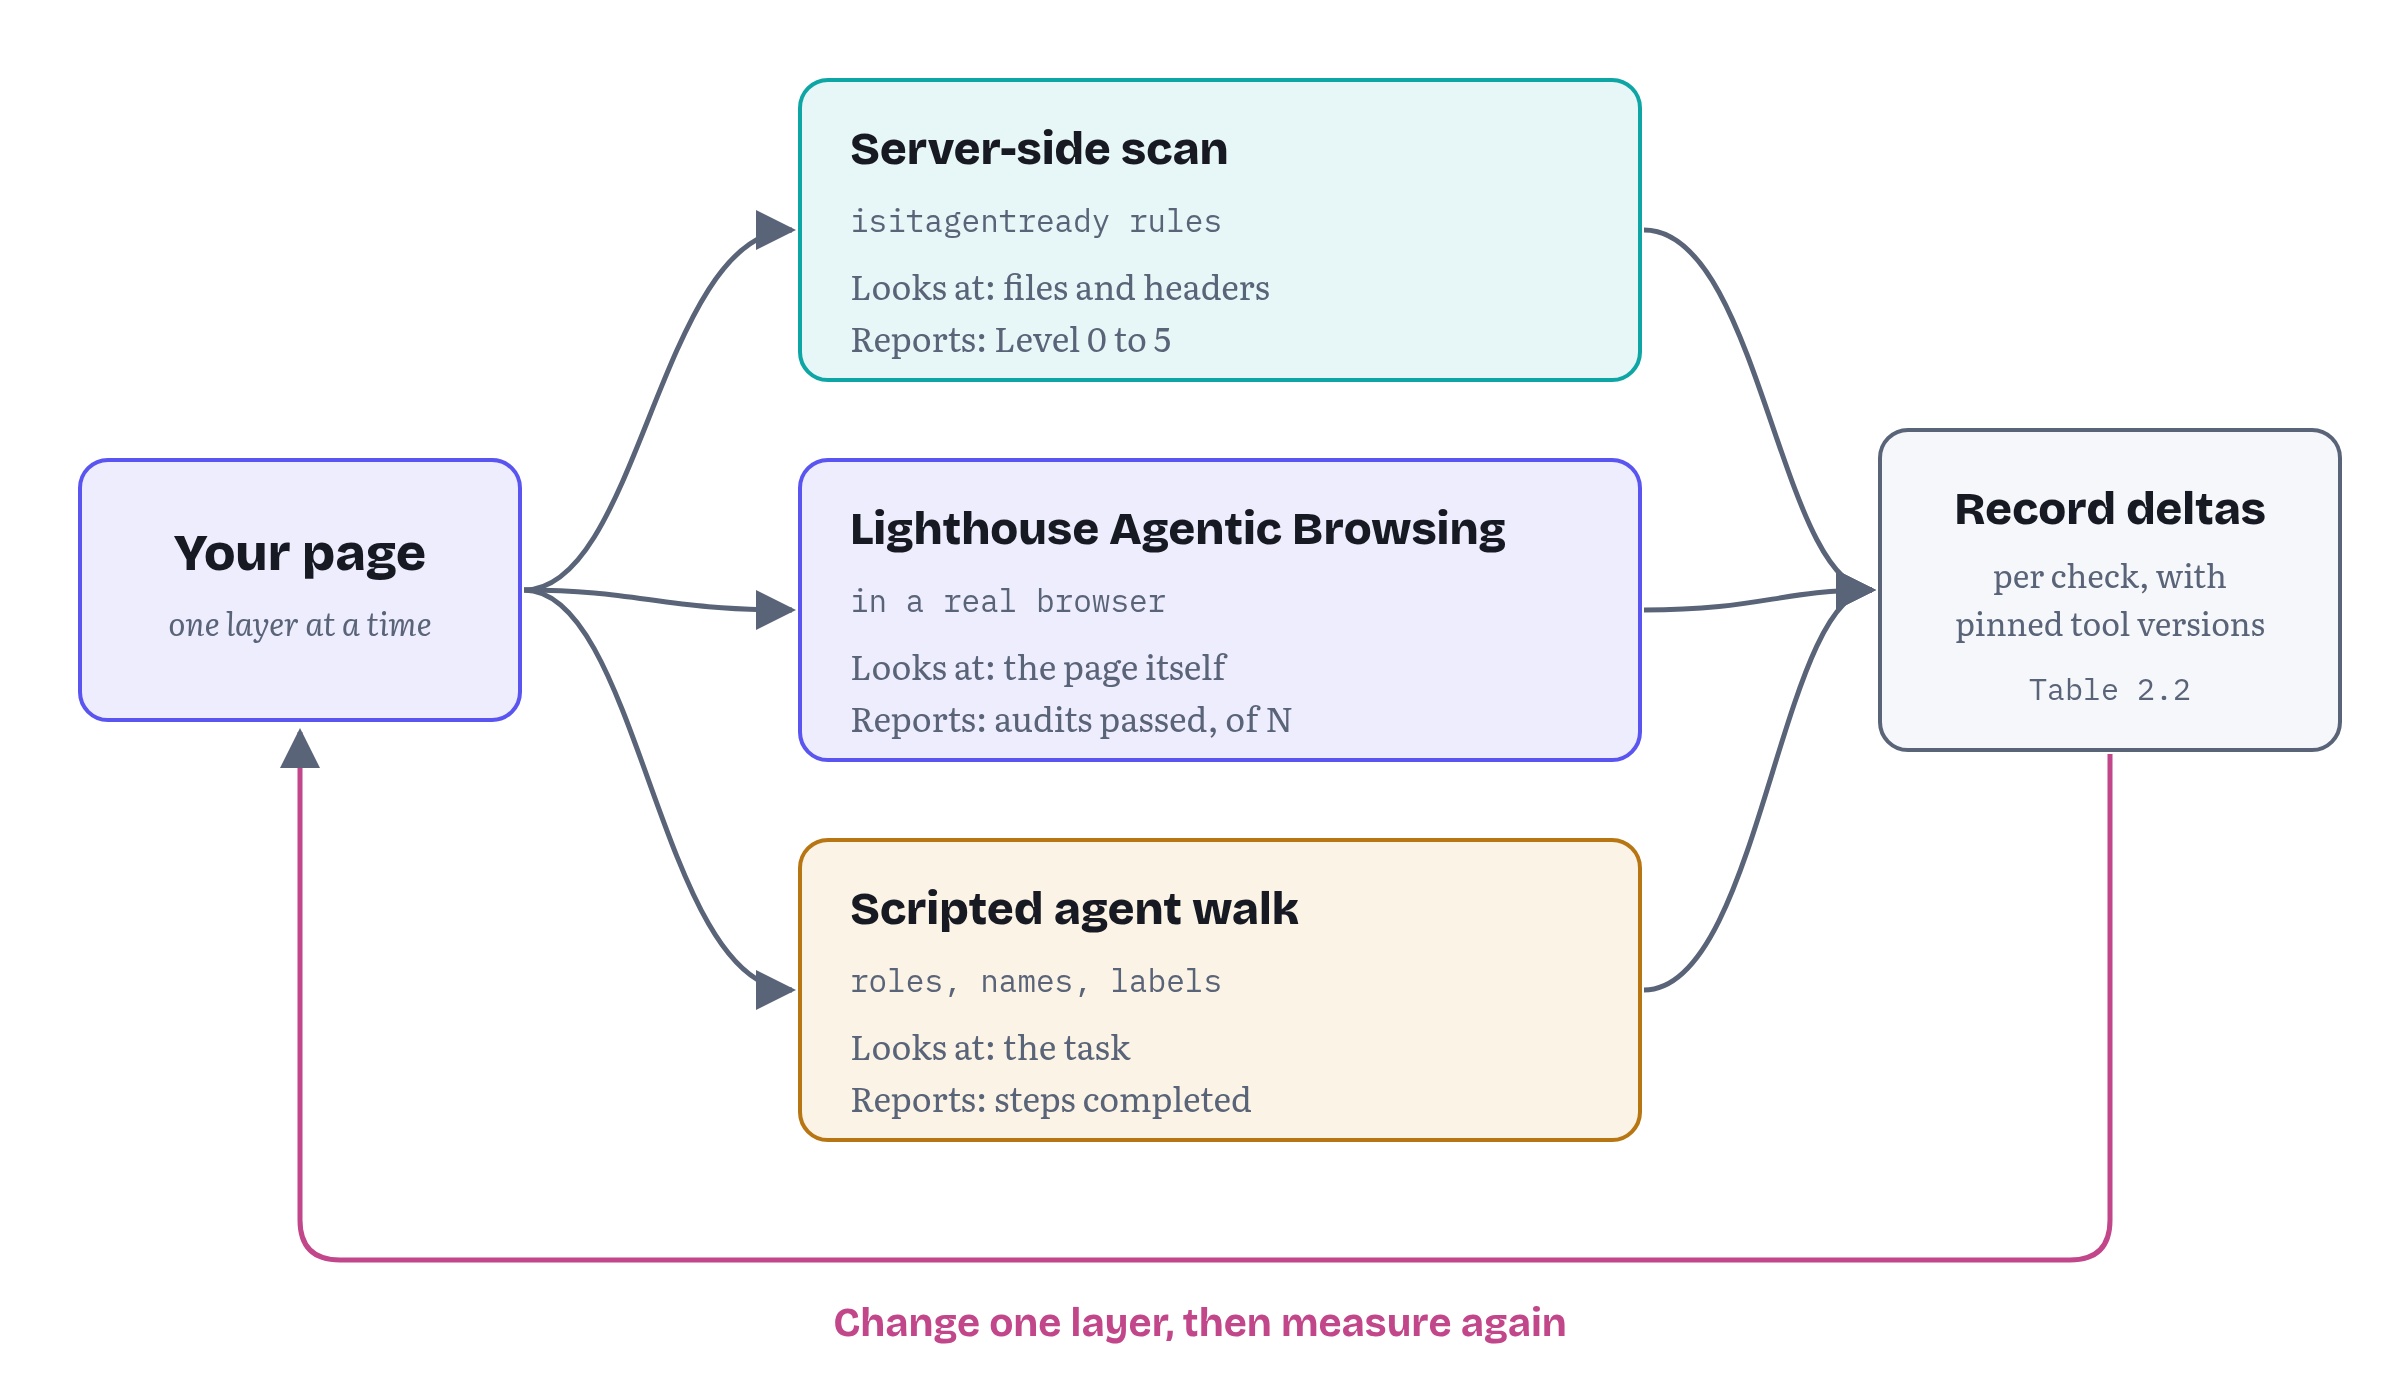 Your page
one layer at a time
Server-side scan
isitagentready rules
Looks at: files and headers
Reports: Level 0 to 5
Lighthouse Agentic Browsing
in a real browser
Looks at: the page itself
Reports: audits passed, of N
Scripted agent walk
roles, names, labels
Looks at: the task
Reports: steps completed
Record deltas
per check, with
pinned tool versions
Table 2.2
Change one layer, then measure again